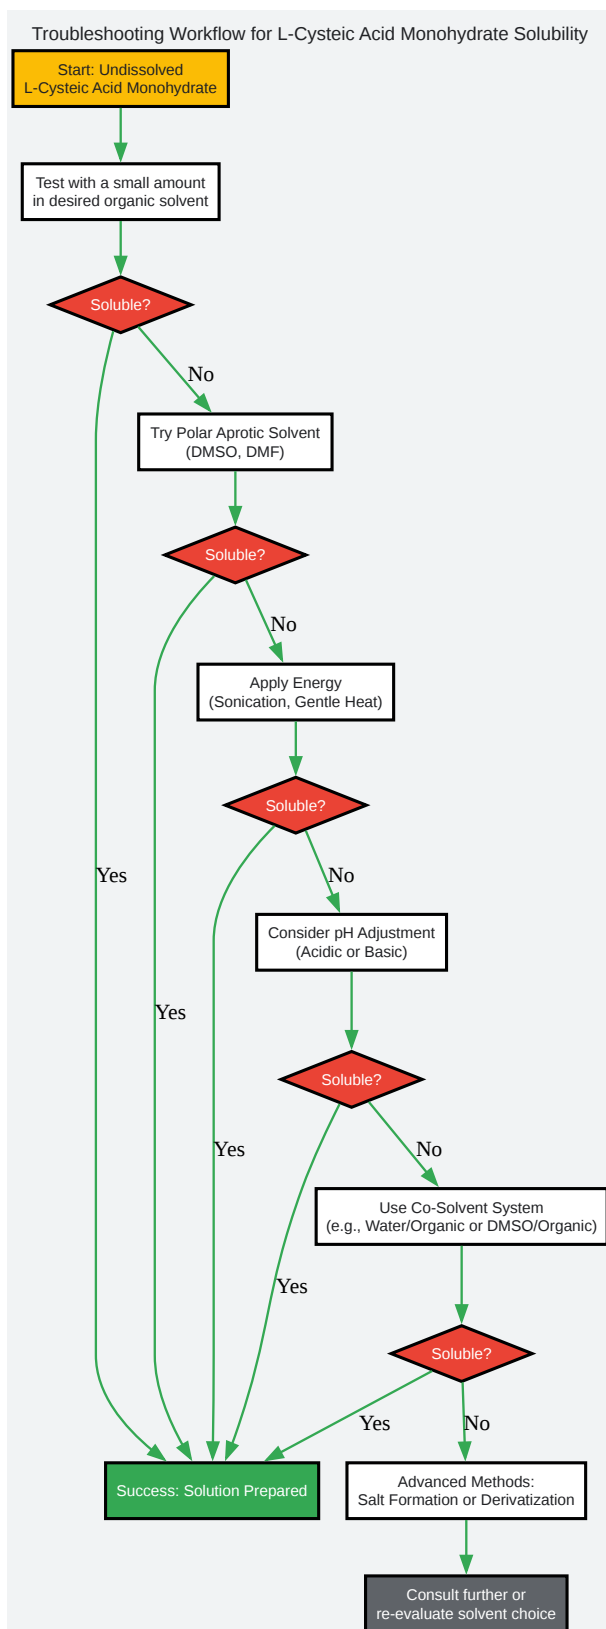 Troubleshooting Workflow for L-Cysteic Acid Monohydrate Solubility
Start: Undissolved
L-Cysteic Acid Monohydrate
Test with a small amount
in desired organic solvent
Soluble?
No
Try Polar Aprotic Solvent
(DMSO, DMF)
Soluble?
No
Apply Energy
(Sonication, Gentle Heat)
Soluble?
Yes
No
Consider pH Adjustment
(Acidic or Basic)
Yes
Soluble?
Yes
No
Use Co-Solvent System
(e.g., Water/Organic or DMSO/Organic)
Yes
Soluble?
Yes
No
Success: Solution Prepared
Advanced Methods:
Salt Formation or Derivatization
Consult further or
re-evaluate solvent choice